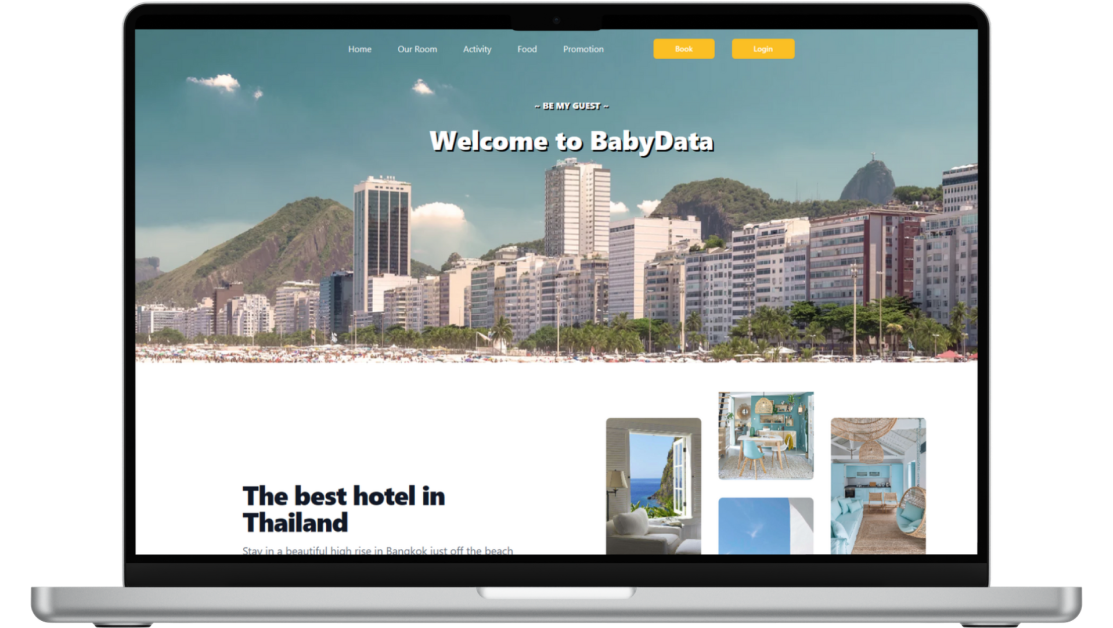 Home Our Room Activity Food Promotion Book Login
~ BE MY GUEST ~
Welcome to BabyData
The best hotel in
Thailand
Stay in a beautiful high rise in Bangkok just off the beach